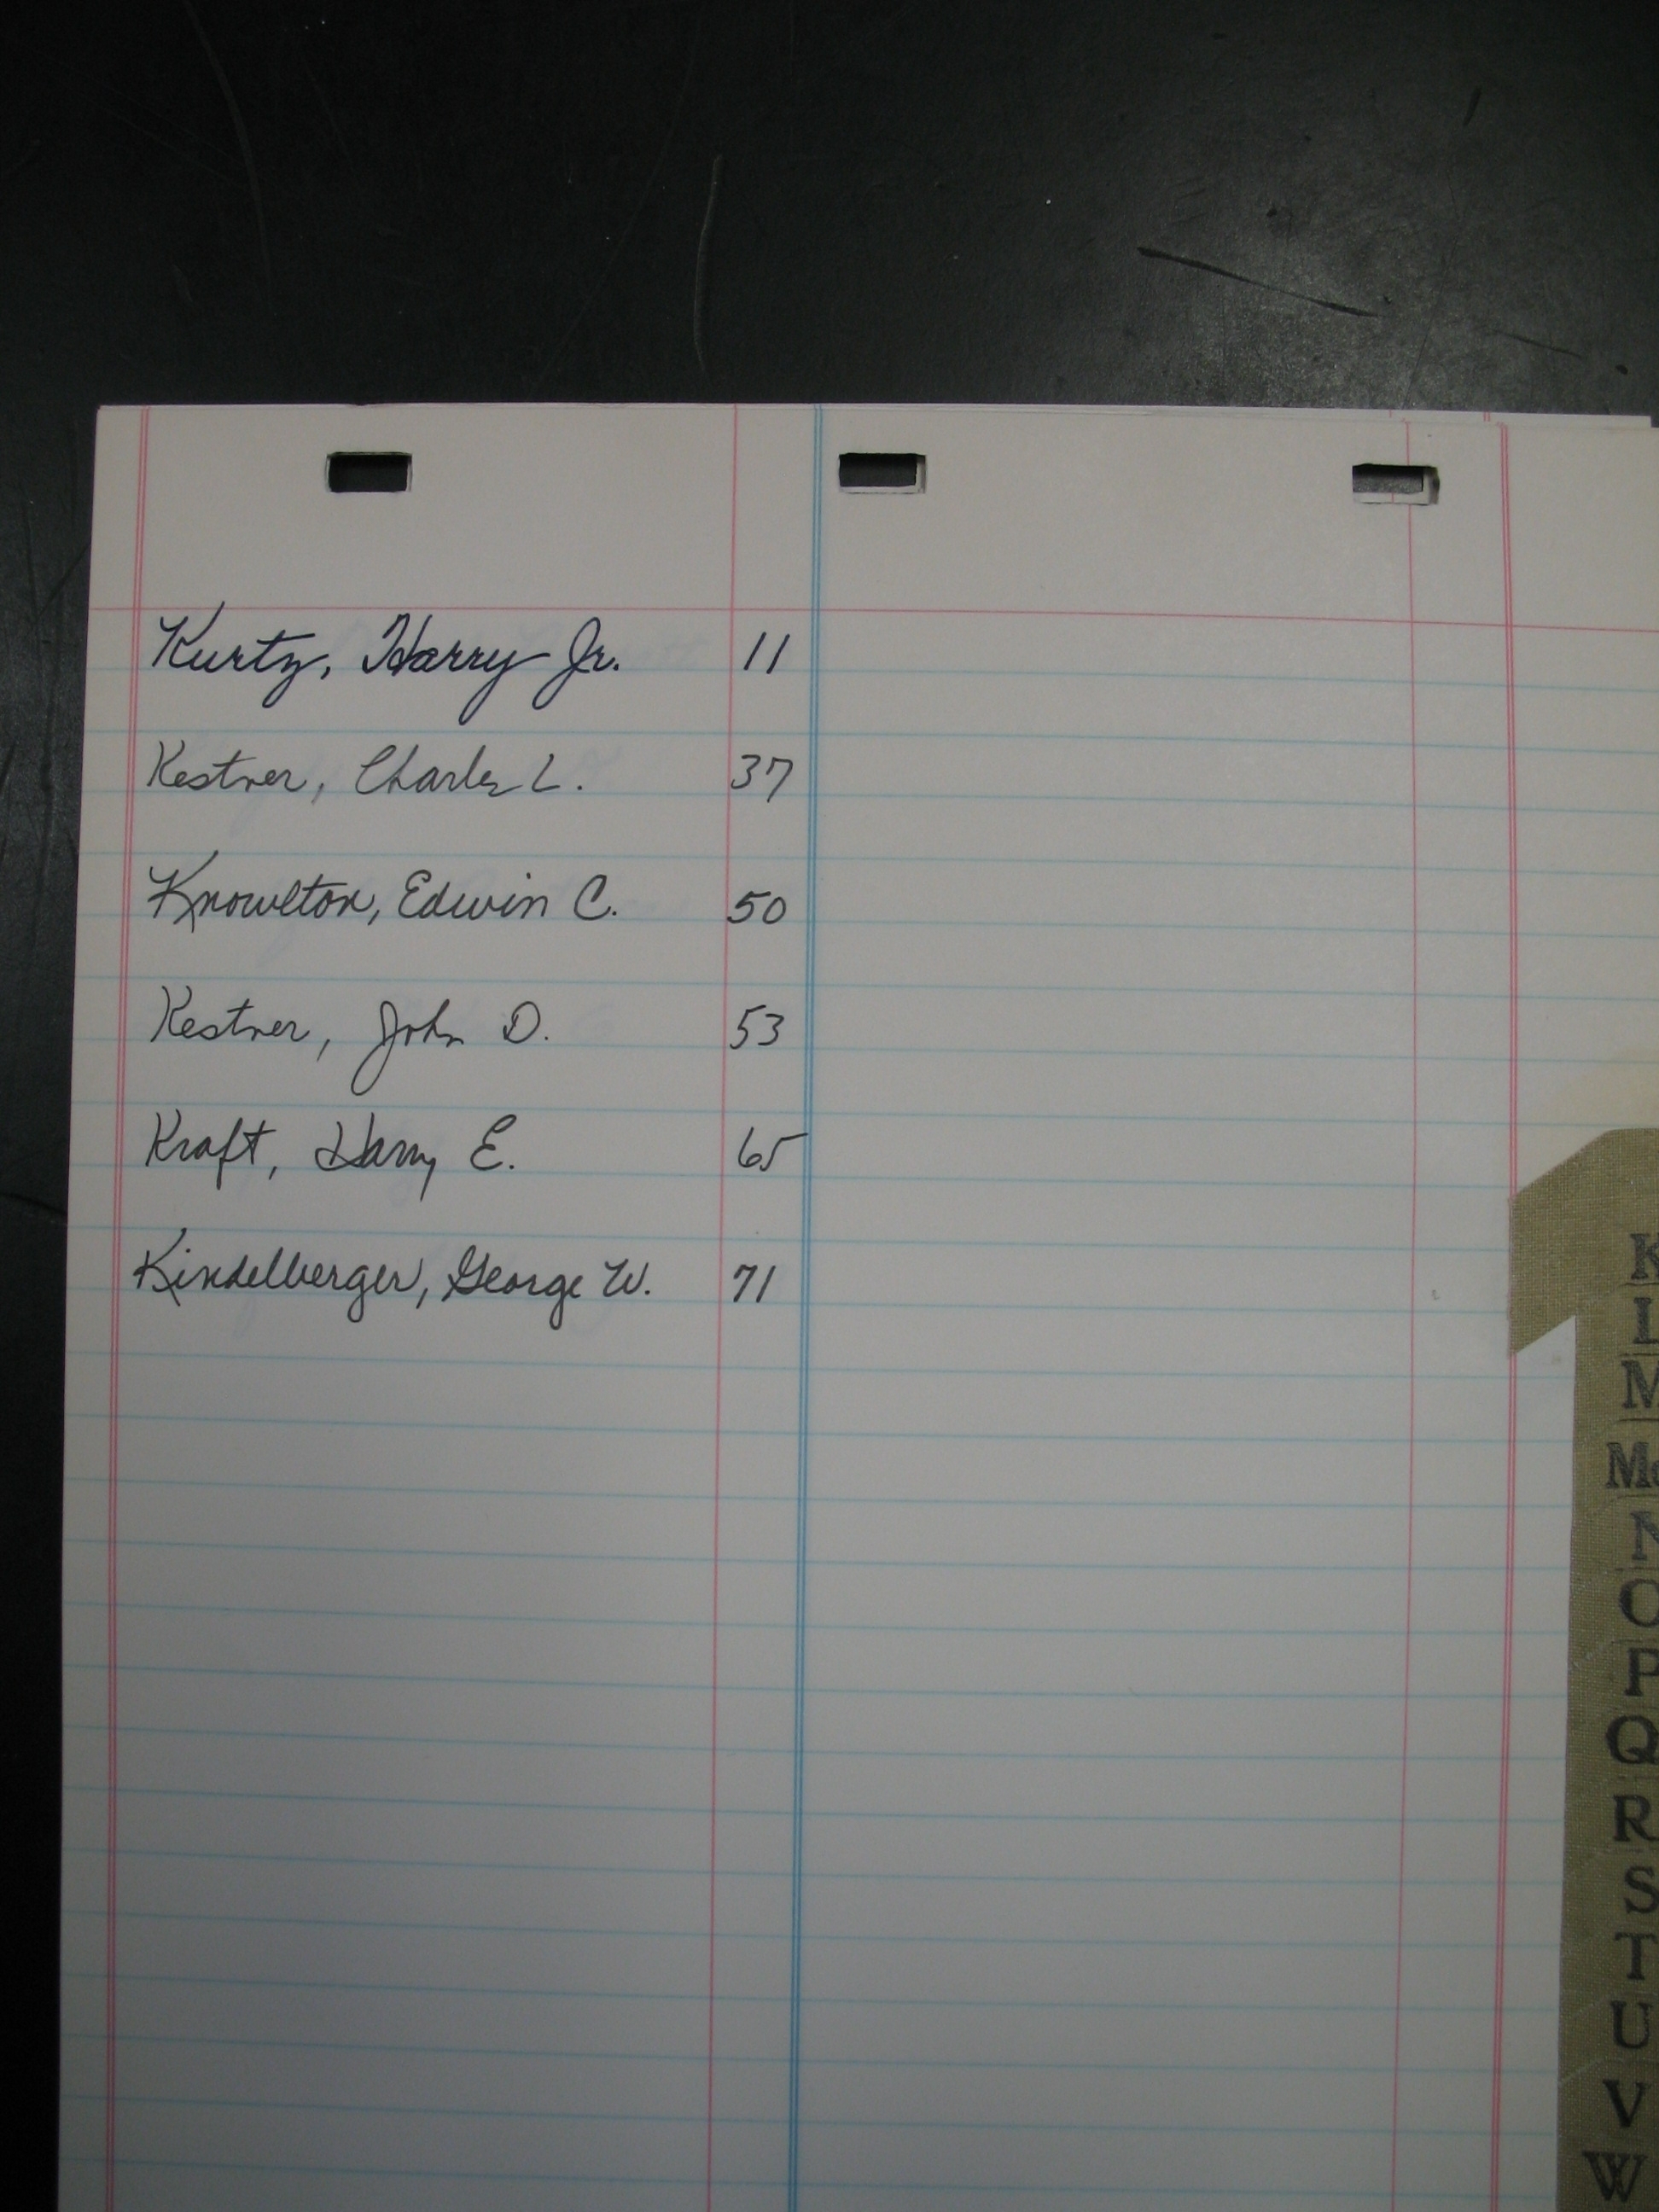 Kurtz, Harry Jr. 11
Kestner, Charles L. 37
Knowlton, Edwin C. 50
Kestner, John D. 53
Kraft, Harry E. 65
Kindelberger, George W. 71
K
L
M
Mc
N
O
P
Q
R
S
T
U
V
W